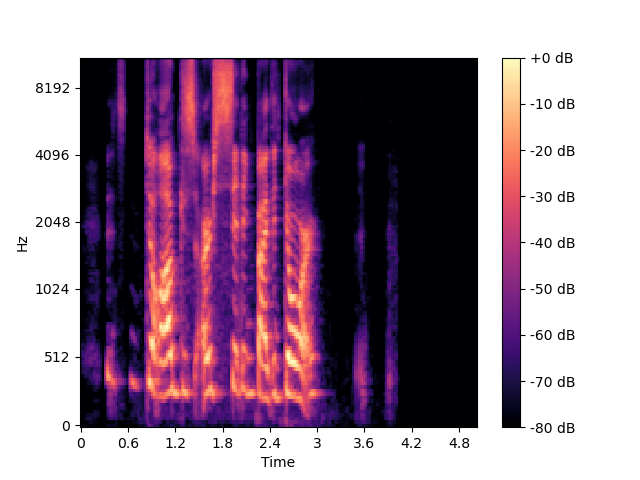 8192
4096
2048
1024
512
0
Hz
0 0.6 1.2 1.8 2.4 3 3.6 4.2 4.8
Time
+0 dB
-10 dB
-20 dB
-30 dB
-40 dB
-50 dB
-60 dB
-70 dB
-80 dB